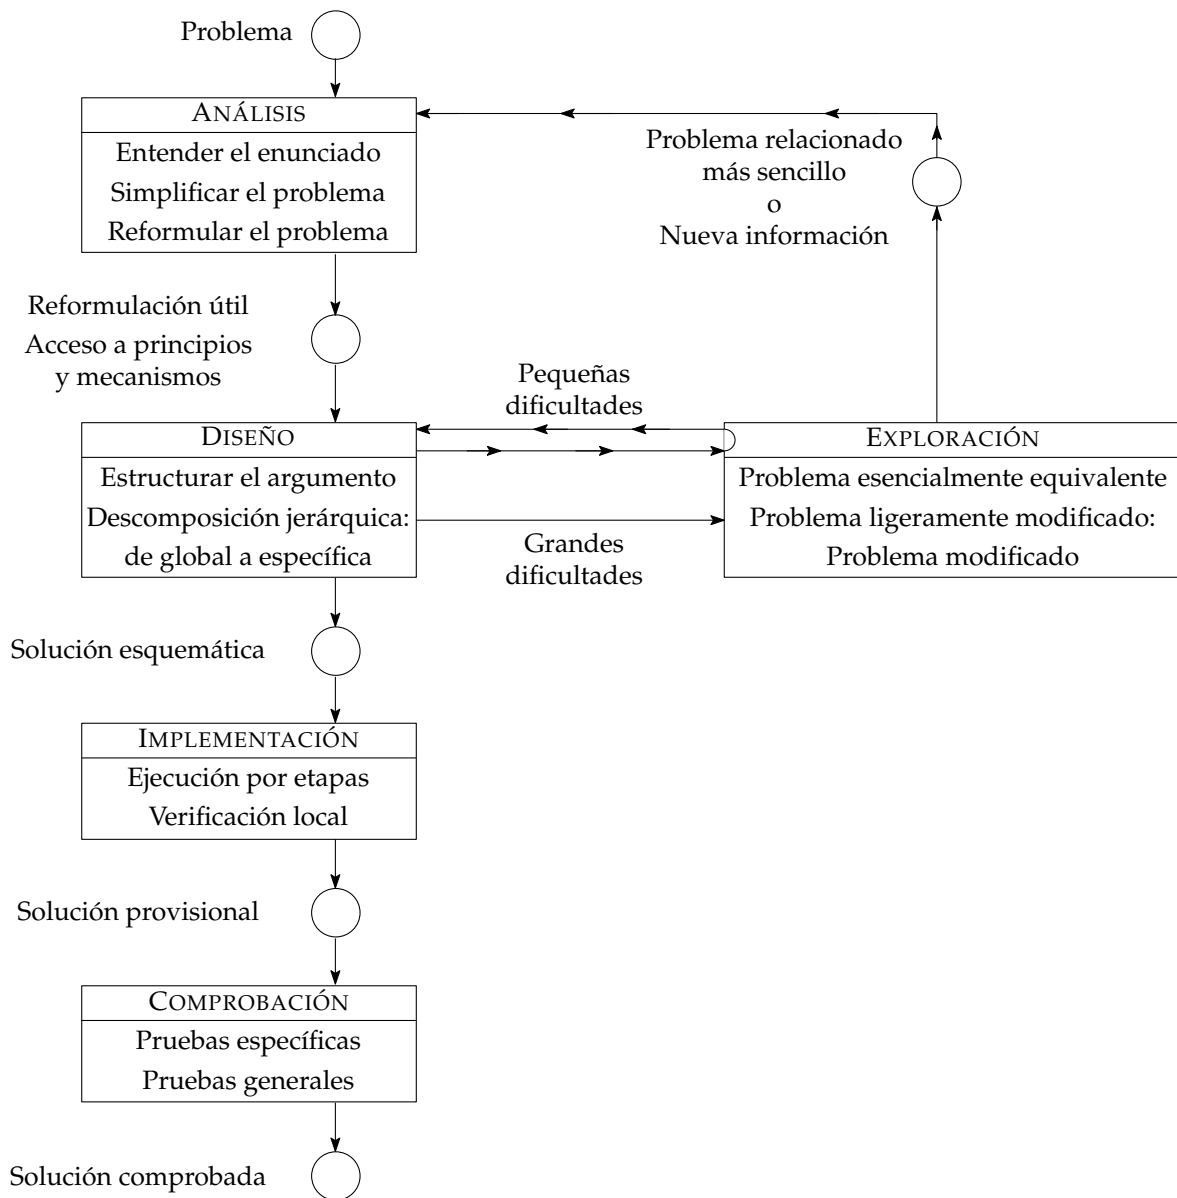 Problema
ANÁLISIS
Entender el enunciado
Simplificar el problema
Reformular el problema
Problema relacionado
más sencillo
o
Nueva información
Reformulación útil
Acceso a principios
y mecanismos
Pequeñas
dificultades
DISEÑO
Estructurar el argumento
Descomposición jerárquica:
de global a específica
Grandes
dificultades
EXPLORACIÓN
Problema esencialmente equivalente
Problema ligeramente modificado:
Problema modificado
Solución esquemática
IMPLEMENTACIÓN
Ejecución por etapas
Verificación local
Solución provisional
COMPROBACIÓN
Pruebas específicas
Pruebas generales
Solución comprobada